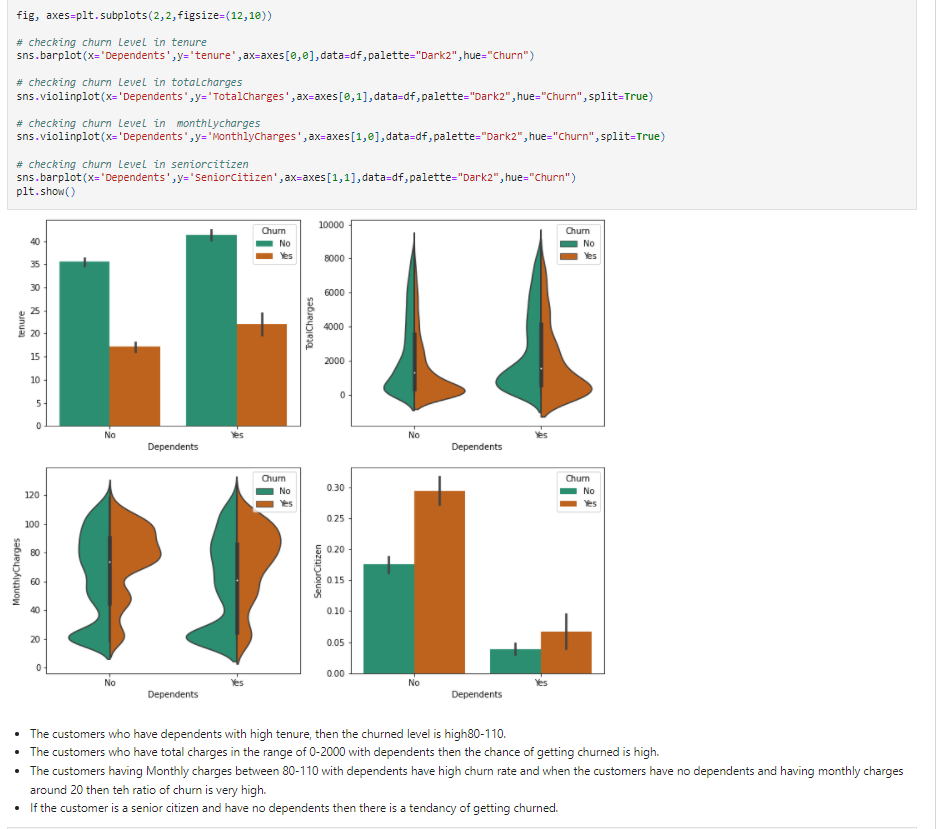 fig, axes=plt.subplots(2,2,figsize=(12,10))
# checking churn level in tenure
sns.barplot(x='Dependents',y='tenure',ax=axes[0,0],data=df,palette="Dark2",hue="Churn")
# checking churn level in totalcharges
sns.violinplot(x='Dependents',y='TotalCharges',ax=axes[0,1],data=df,palette="Dark2",hue="Churn",split=True)
# checking churn level in  monthlycharges
sns.violinplot(x='Dependents',y='MonthlyCharges',ax=axes[1,0],data=df,palette="Dark2",hue="Churn",split=True)
# checking churn level in seniorcitizen
sns.barplot(x='Dependents',y='SeniorCitizen',ax=axes[1,1],data=df,palette="Dark2",hue="Churn")
plt.show()
Churn
No
Yes
40
35
30
25
20
15
10
5
0
tenure
No Yes
Dependents
Churn
No
Yes
10000
8000
6000
4000
2000
0
TotalCharges
No Yes
Dependents
Churn
No
Yes
120
100
80
60
40
20
0
MonthlyCharges
No Yes
Dependents
Churn
No
Yes
0.30
0.25
0.20
0.15
0.10
0.05
0.00
SeniorCitizen
No Yes
Dependents
• The customers who have dependents with high tenure, then the churned level is high80-110.
• The customers who have total charges in the range of 0-2000 with dependents then the chance of getting churned is high.
• The customers having Monthly charges between 80-110 with dependents have high churn rate and when the customers have no dependents and having monthly charges
around 20 then teh ratio of churn is very high.
• If the customer is a senior citizen and have no dependents then there is a tendancy of getting churned.